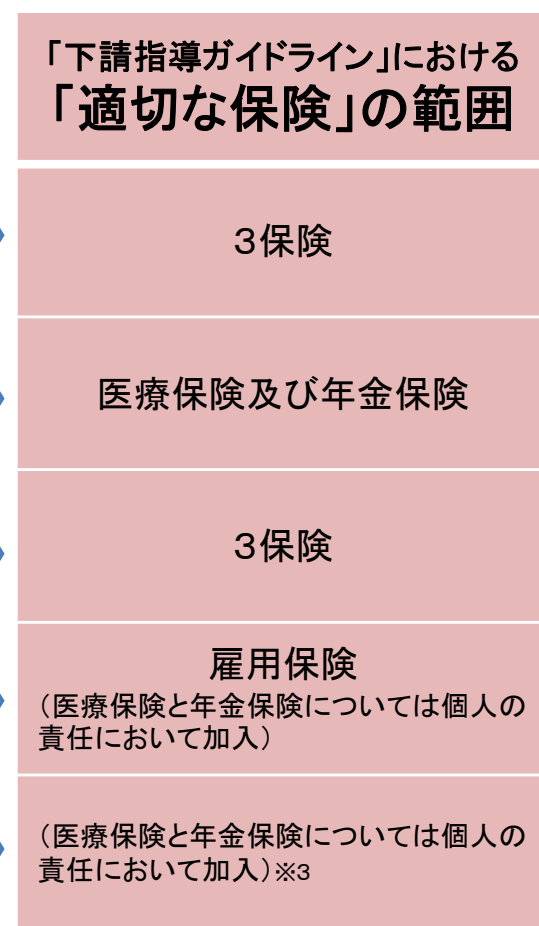 「下請指導ガイドライン」における
「適切な保険」の範囲
３保険
医療保険及び年金保険
３保険
雇用保険
（医療保険と年金保険については個人の
責任において加入）
（医療保険と年金保険については個人の
責任において加入）※3